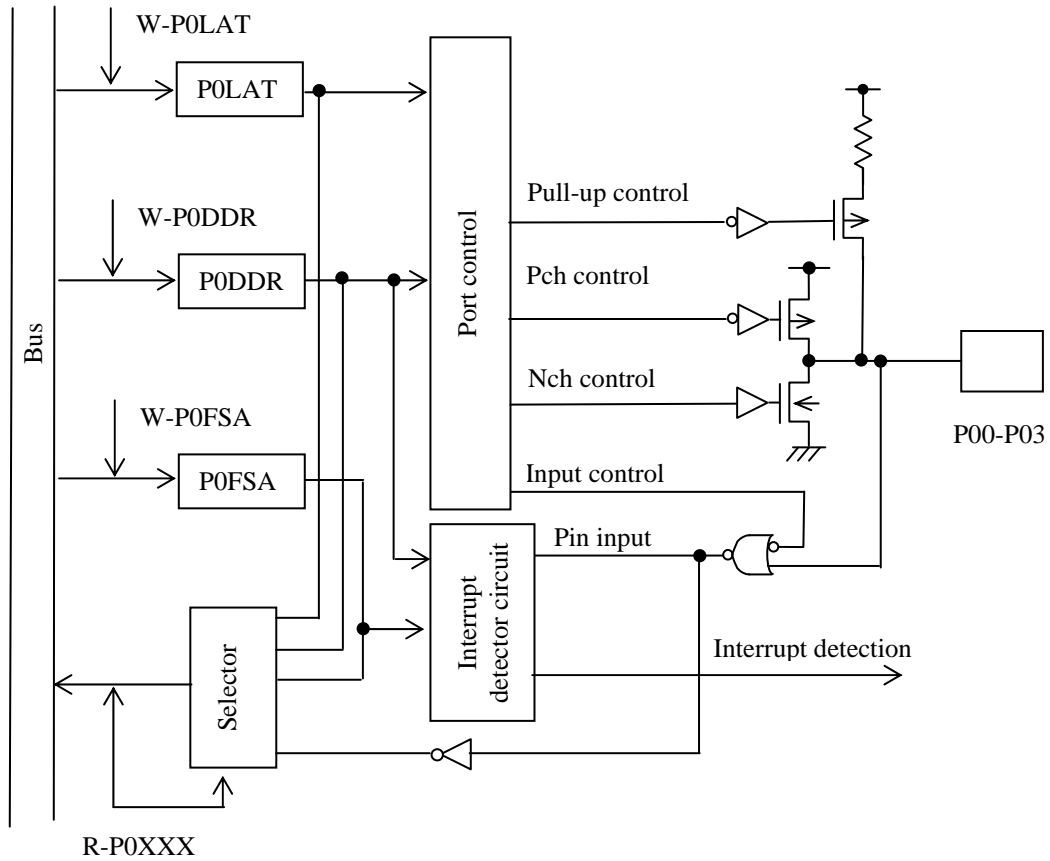 W-P0LAT
P0LAT
Pull-up control
W-P0DDR
P0DDR
Port control
Pch control
Bus
Nch control
W-P0FSA
P00-P03
P0FSA
Input control
Pin input
Interrupt
detector circuit
Interrupt detection
Selector
R-P0XXX